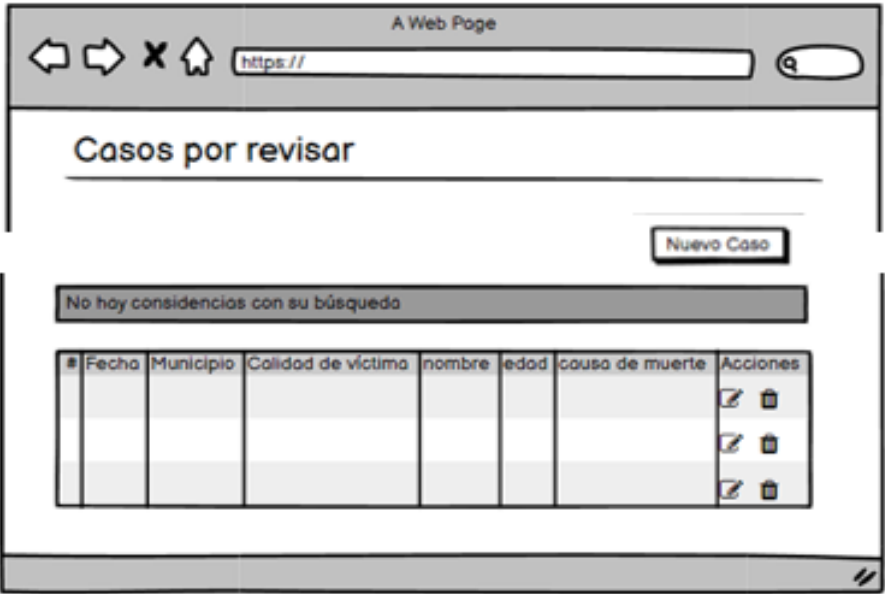 A Web Page
https://
Casos por revisar
Nuevo Caso
No hay considencias con su búsqueda
# Fecha Municipio Calidad de víctima nombre edad causa de muerte Acciones